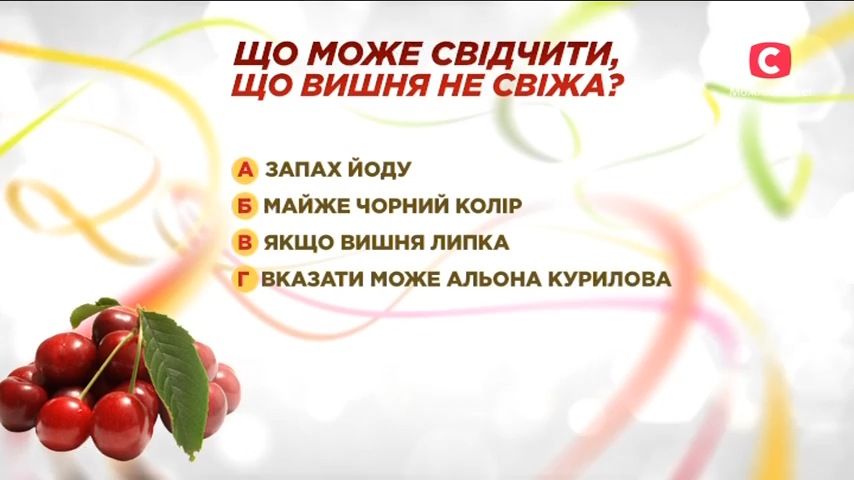 ЩО МОЖЕ СВІДЧИТИ,
ЩО ВИШНЯ НЕ СВІЖА?
А ЗАПАХ ЙОДУ
Б МАЙЖЕ ЧОРНИЙ КОЛІР
В ЯКЩО ВИШНЯ ЛИПКА
Г ВКАЗАТИ МОЖЕ АЛЬОНА КУРИЛОВА